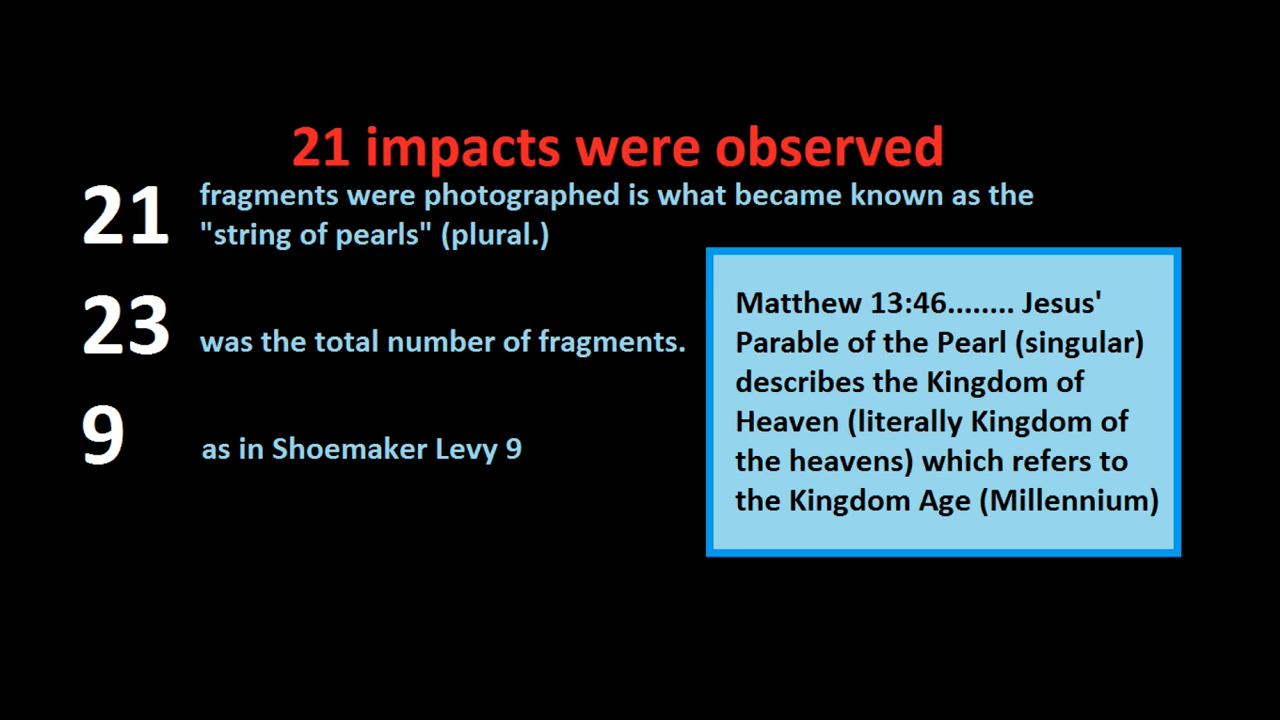 21 impacts were observed
21
fragments were photographed is what became known as the
"string of pearls" (plural.)
23
was the total number of fragments.
9
as in Shoemaker Levy 9
Matthew 13:46........ Jesus'
Parable of the Pearl (singular)
describes the Kingdom of
Heaven (literally Kingdom of
the heavens) which refers to
the Kingdom Age (Millennium)